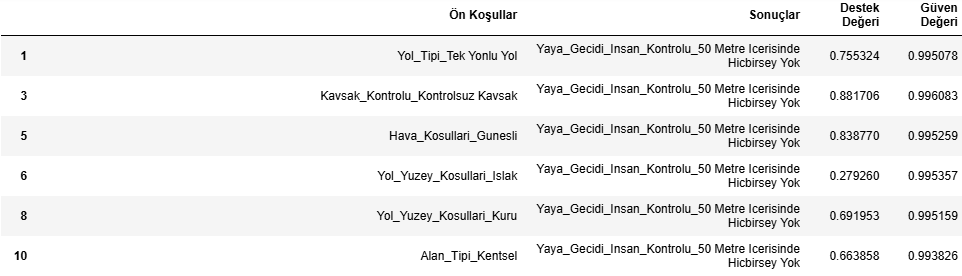 Ön Koşullar Sonuçlar Destek Değeri Güven Değeri
1 Yol_Tipi_Tek Yonlu Yol Yaya_Gecidi_Insan_Kontrolu_50 Metre Icerisinde Hicbirsey Yok 0.755324 0.995078
3 Kavsak_Kontrolu_Kontrolsuz Kavsak Yaya_Gecidi_Insan_Kontrolu_50 Metre Icerisinde Hicbirsey Yok 0.881706 0.996083
5 Hava_Kosullari_Gunesli Yaya_Gecidi_Insan_Kontrolu_50 Metre Icerisinde Hicbirsey Yok 0.838770 0.995259
6 Yol_Yuzey_Kosullari_Islak Yaya_Gecidi_Insan_Kontrolu_50 Metre Icerisinde Hicbirsey Yok 0.279260 0.995357
8 Yol_Yuzey_Kosullari_Kuru Yaya_Gecidi_Insan_Kontrolu_50 Metre Icerisinde Hicbirsey Yok 0.691953 0.995159
10 Alan_Tipi_Kentsel Yaya_Gecidi_Insan_Kontrolu_50 Metre Icerisinde Hicbirsey Yok 0.663858 0.993826